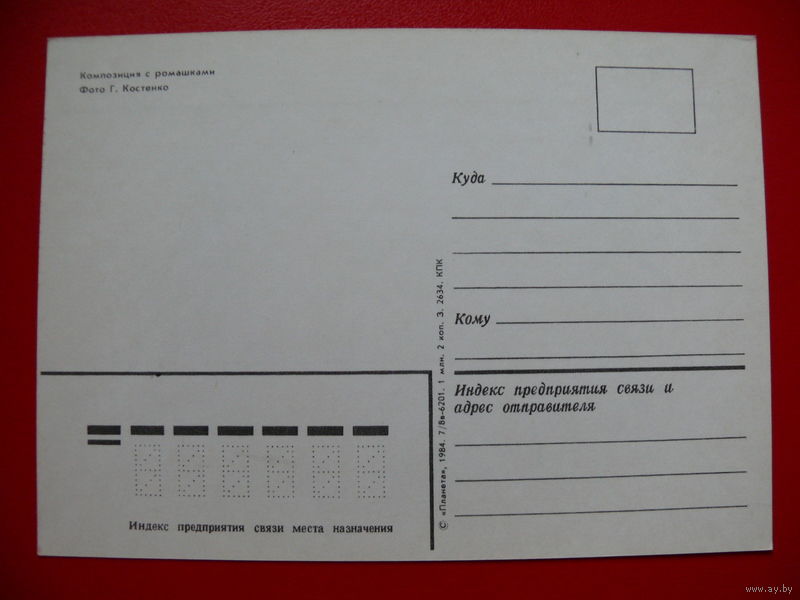 Композиция с ромашками
Фото Г. Костенко
Куда
Кому
Индекс предприятия связи и
адрес отправителя
© «Планета», 1984. 7/8в-6201. 1 млн. 2 коп. З. 2634. КПК
Индекс предприятия связи места назначения
www.ay.by